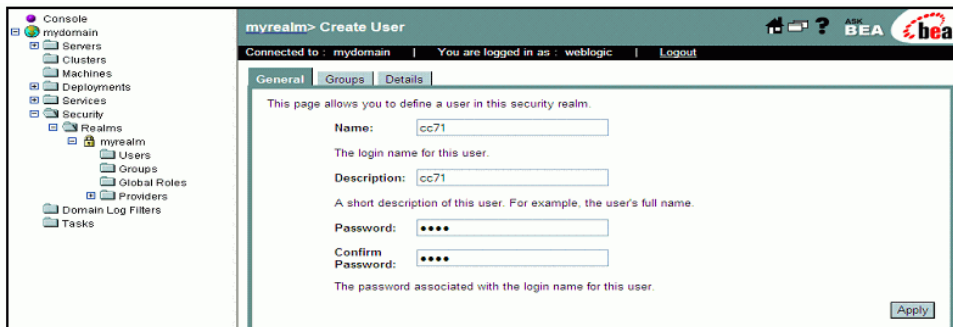 Console
mydomain
Servers
Clusters
Machines
Deployments
Services
Security
Realms
myrealm
Users
Groups
Global Roles
Providers
Domain Log Filters
Tasks
myrealm> Create User
? ASK BEA bea
Connected to : mydomain | You are logged in as : weblogic | Logout
General Groups Details
This page allows you to define a user in this security realm.
Name: cc71
The login name for this user.
Description: cc71
A short description of this user. For example, the user's full name.
Password: ••••
Confirm
Password: ••••
The password associated with the login name for this user.
Apply